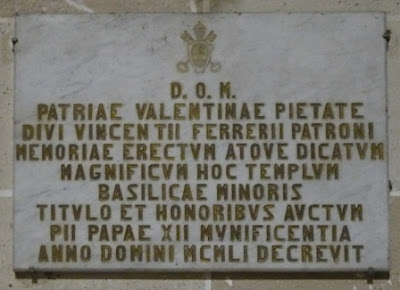 D. O. M.
PATRIAE VALENTINAE PIETATE
DIVI VINCENTII FERRERII PATRONI
MEMORIAE ERECTVM ATQVE DICATVM
MAGNIFICVM HOC TEMPLVM
BASILICAE MINORIS
TITVLO ET HONORIBVS AVCTVM
PII PAPAE XII MVNIFICENTIA
ANNO DOMINI MCMLI DECREVIT